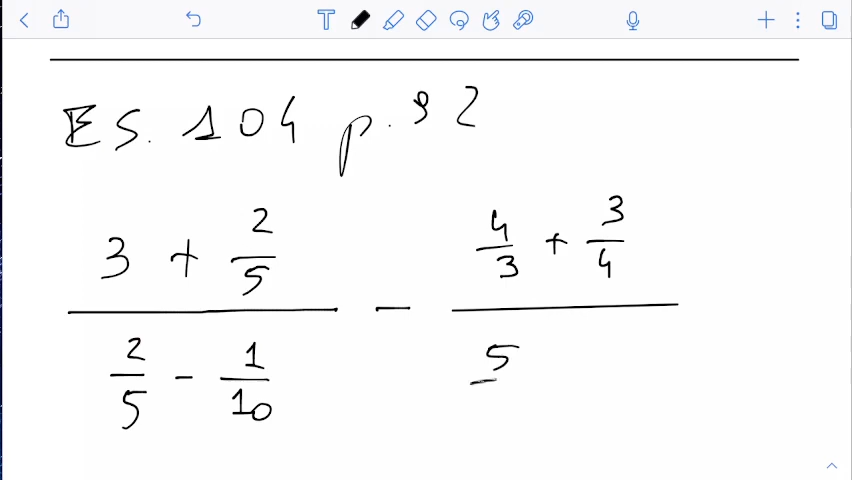 ES. 104 p. 92
3 + 2/5 - 4/3 + 3/4
2/5 - 1/10 5